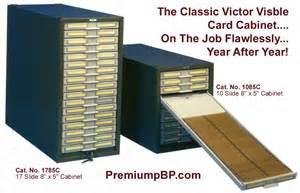 The Classic Victor Visble
Card Cabinet....
On The Job Flawlessly...
Year After Year!
Cat. No. 1085C
10 Slide 8" x 5" Cabinet
Cat. No. 1785C
17 Slide 8" x 5" Cabinet
PremiumpBP.com